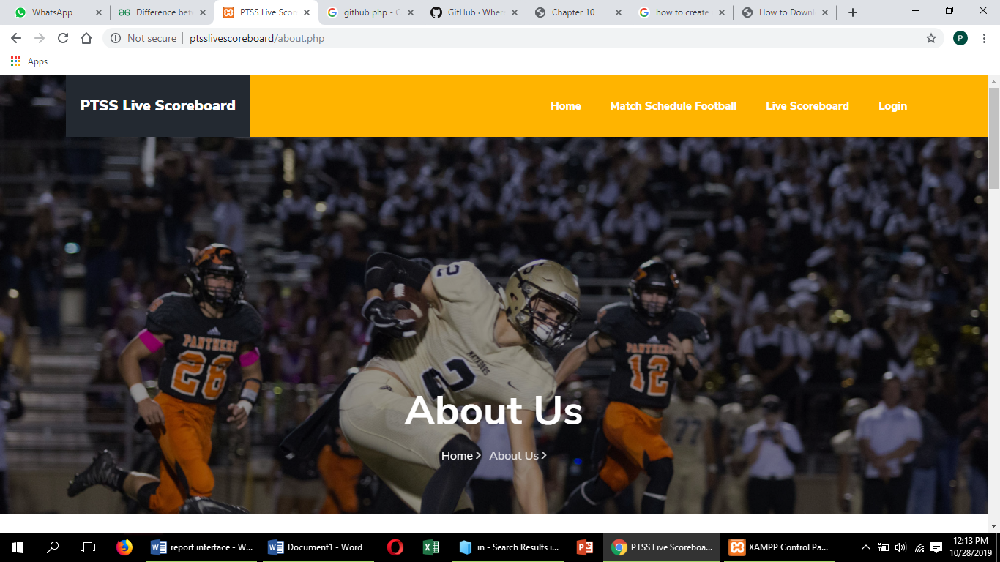 WhatsApp
Difference bet
PTSS Live Scor
github php - C
GitHub · Wher
Chapter 10
how to create
How to Downl
Not secure ptsslivescoreboard/about.php
P
Apps
PTSS Live Scoreboard
Home Match Schedule Football Live Scoreboard Login
2
PANTHERS
28
MATADORS
2
PANTHERS
12
77
About Us
Home > About Us >
report interface - W...
Document1 - Word
in - Search Results i...
PTSS Live Scoreboa...
XAMPP Control Pa...
12:13 PM
10/28/2019